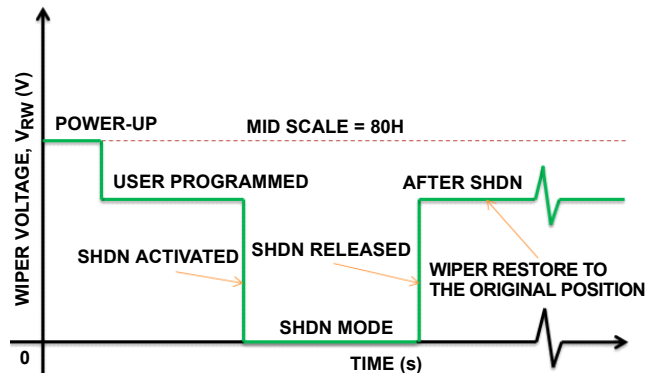 WIPER VOLTAGE, VRW (V)
POWER-UP
MID SCALE = 80H
USER PROGRAMMED
AFTER SHDN
SHDN ACTIVATED
SHDN RELEASED
WIPER RESTORE TO
THE ORIGINAL POSITION
SHDN MODE
0
TIME (s)